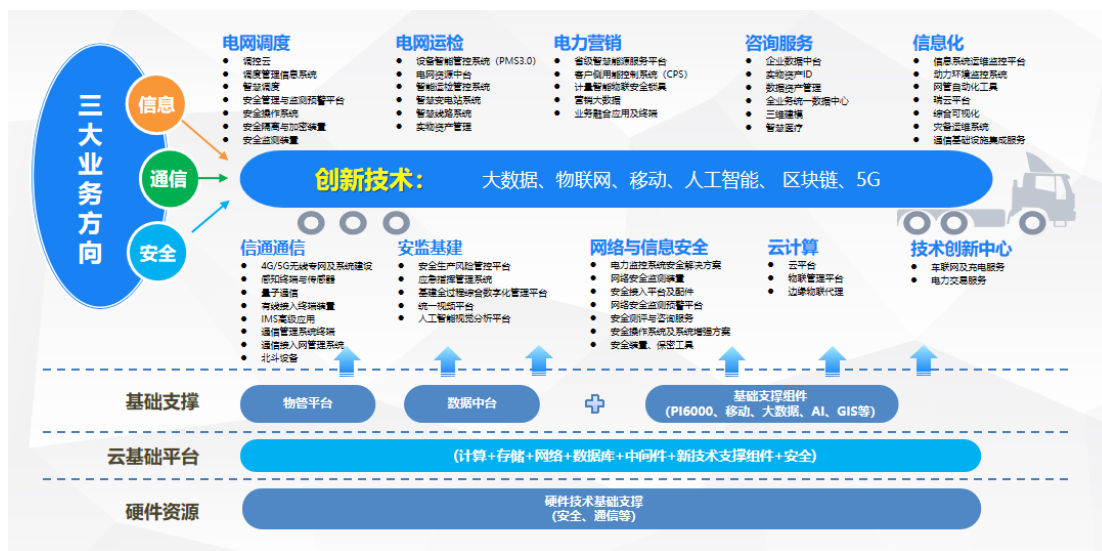 三大业务方向
信息
通信
安全
电网调度
调控云
调度管理信息系统
智慧调度
安全管理与监测预警平台
安全操作系统
安全隔离与加密装置
安全监测装置
电网运检
设备智能管控系统（PMS3.0）
电网资源中台
智能运检管控系统
智慧变电站系统
智慧线路系统
实物资产管理
电力营销
省级智慧能源服务平台
客户侧用能控制系统（CPS）
计量智能物联安全锁具
营销大数据
业务融合应用及终端
咨询服务
企业数据中台
实物资产ID
数据资产管理
全业务统一数据中心
三维建模
智慧医疗
信息化
信息系统运维监控平台
动力环境监控系统
网管自动化工具
瑞云平台
综合可视化
灾备运维系统
通信基础设施集成服务
创新技术： 大数据、物联网、移动、人工智能、 区块链、5G
信通通信
4G/5G无线专网及系统建设
感知终端与传感器
量子通信
有线接入终端装置
IMS高级应用
通信管理系统终端
通信接入网管理系统
北斗设备
安监基建
安全生产风险管控平台
应急指挥管理系统
基建全过程综合数字化管理平台
统一视频平台
人工智能视觉分析平台
网络与信息安全
电力监控系统安全解决方案
网络安全监测装置
安全接入平台及配件
网络安全监测预警平台
安全测评与咨询服务
安全操作系统及系统增强方案
安全装置、保密工具
云计算
云平台
物联管理平台
边缘物联代理
技术创新中心
车联网及充电服务
电力交易服务
基础支撑
物管平台
数据中台
基础支撑组件
(PI6000、移动、大数据、AI、GIS等)
云基础平台
(计算+存储+网络+数据库+中间件+新技术支撑组件+安全)
硬件资源
硬件技术基础支撑
(安全、通信等)